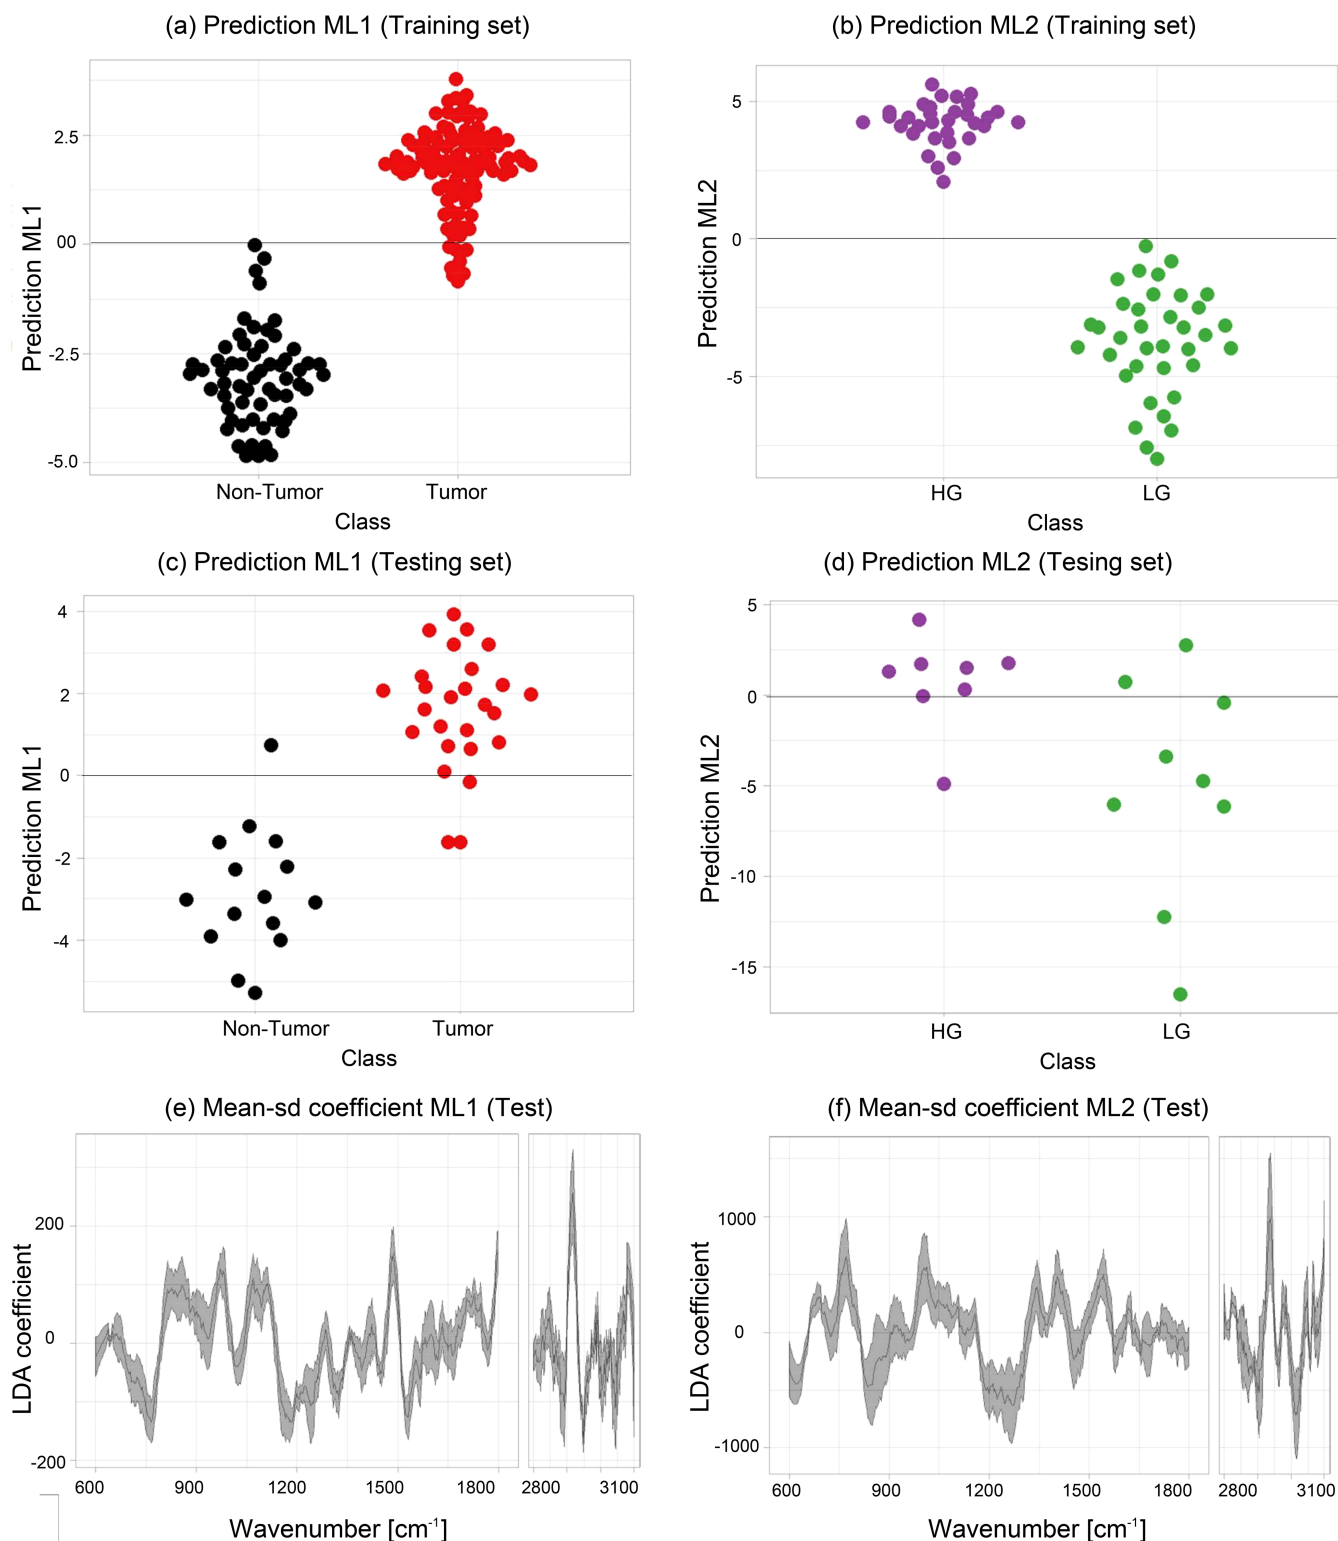 (a) Prediction ML1 (Training set)
Prediction ML1
2.5
00
-2.5
-5.0
Non-Tumor Tumor
Class
(b) Prediction ML2 (Training set)
Prediction ML2
5
0
-5
HG LG
Class
(c) Prediction ML1 (Testing set)
Prediction ML1
4
2
0
-2
-4
Non-Tumor Tumor
Class
(d) Prediction ML2 (Tesing set)
Prediction ML2
5
0
-5
-10
-15
HG LG
Class
(e) Mean-sd coefficient ML1 (Test)
LDA coefficient
200
0
-200
600 900 1200 1500 1800 2800 3100
Wavenumber [cm⁻¹]
(f) Mean-sd coefficient ML2 (Test)
LDA coefficient
1000
0
-1000
600 900 1200 1500 1800 2800 3100
Wavenumber [cm⁻¹]